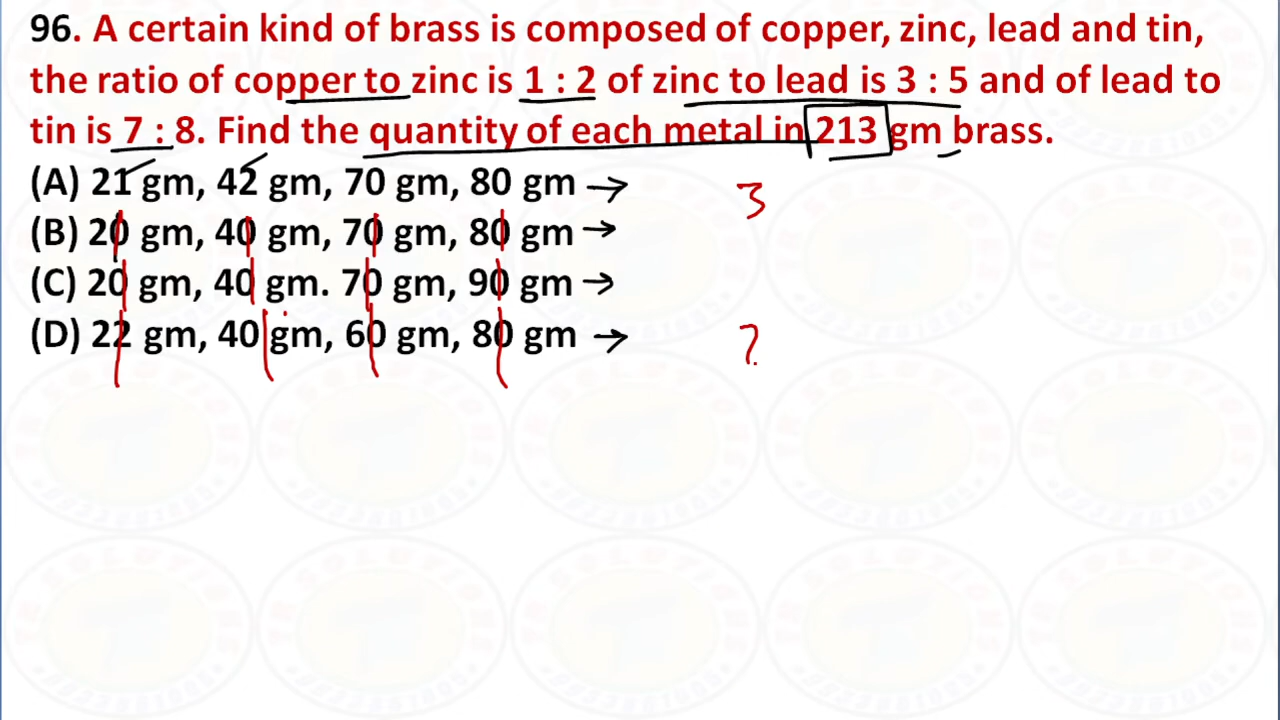 96. A certain kind of brass is composed of copper, zinc, lead and tin,
the ratio of copper to zinc is 1 : 2 of zinc to lead is 3 : 5 and of lead to
tin is 7 : 8. Find the quantity of each metal in 213 gm brass.
(A) 21 gm, 42 gm, 70 gm, 80 gm →
3
(B) 20 gm, 40 gm, 70 gm, 80 gm →
(C) 20 gm, 40 gm. 70 gm, 90 gm →
(D) 22 gm, 40 gm, 60 gm, 80 gm →
?